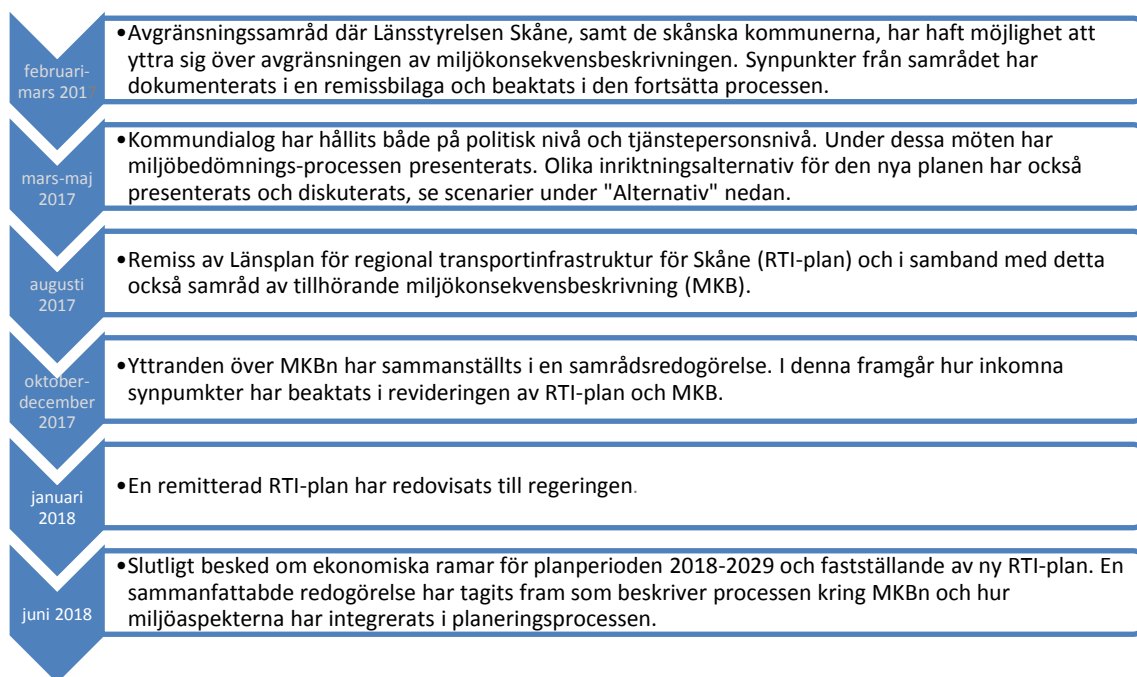 februari-
mars 2017
•Avgränsningssamråd där Länsstyrelsen Skåne, samt de skånska kommunerna, har haft möjlighet att
yttra sig över avgränsningen av miljökonsekvensbeskrivningen. Synpunkter från samrådet har
dokumenterats i en remissbilaga och beaktats i den fortsätta processen.
mars-maj
2017
•Kommundialog har hållits både på politisk nivå och tjänstepersonsnivå. Under dessa möten har
miljöbedömnings-processen presenterats. Olika inriktningsalternativ för den nya planen har också
presenterats och diskuterats, se scenarier under "Alternativ" nedan.
augusti
2017
•Remiss av Länsplan för regional transportinfrastruktur för Skåne (RTI-plan) och i samband med detta
också samråd av tillhörande miljökonsekvensbeskrivning (MKB).
oktober-
december
2017
•Yttranden över MKBn har sammanställts i en samrådsredogörelse. I denna framgår hur inkomna
synpumkter har beaktats i revideringen av RTI-plan och MKB.
januari
2018
•En remitterad RTI-plan har redovisats till regeringen.
juni 2018
•Slutligt besked om ekonomiska ramar för planperioden 2018-2029 och fastställande av ny RTI-plan. En
sammanfattabde redogörelse har tagits fram som beskriver processen kring MKBn och hur
miljöaspekterna har integrerats i planeringsprocessen.